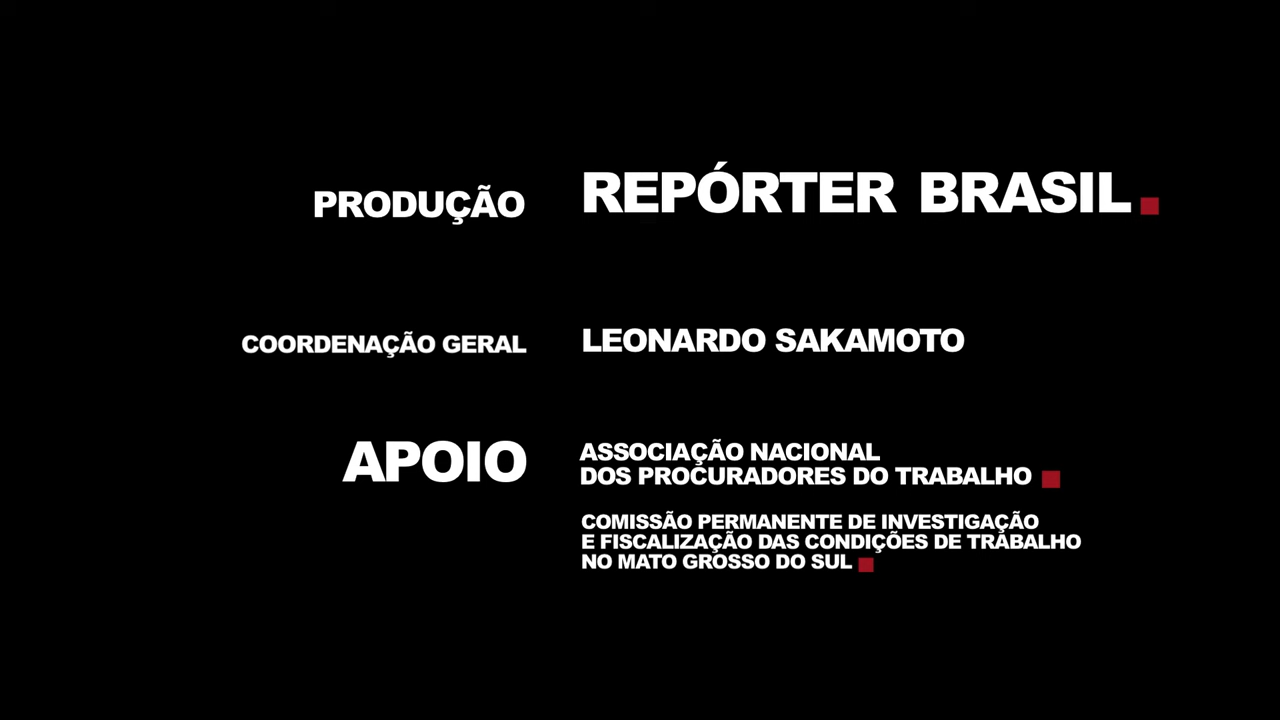 PRODUÇÃO
REPÓRTER BRASIL
COORDENAÇÃO GERAL
LEONARDO SAKAMOTO
APOIO
ASSOCIAÇÃO NACIONAL
DOS PROCURADORES DO TRABALHO
COMISSÃO PERMANENTE DE INVESTIGAÇÃO
E FISCALIZAÇÃO DAS CONDIÇÕES DE TRABALHO
NO MATO GROSSO DO SUL